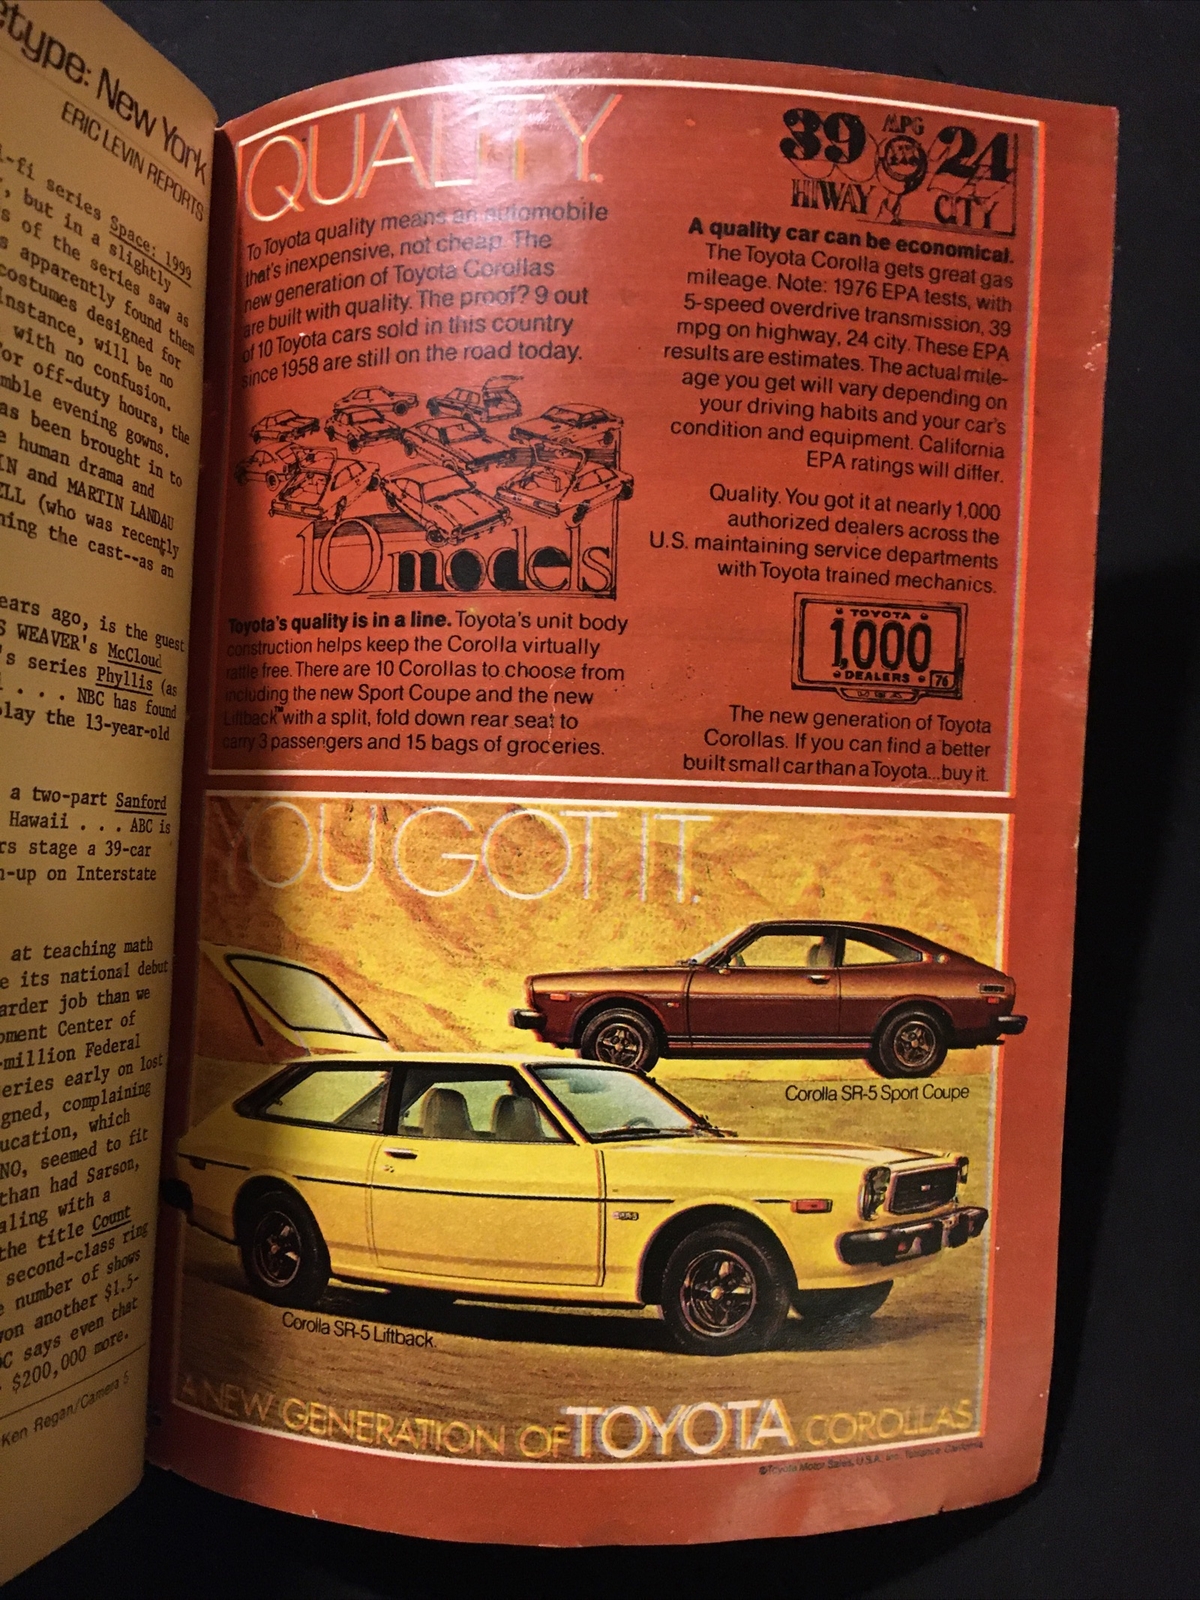 etype: New York
ERIC LEVIN REPORTS
-fi series Space: 1999
, but in a slightly
s of the series saw as
s apparently found them
costumes designed for
Instance, will be no
with no confusion.
or off-duty hours, the
mble evening gowns.
as been brought in to
e human drama and
IN and MARTIN LANDAU
ELL (who was recently
ning the cast--as an
ears ago, is the guest
S WEAVER's McCloud
's series Phyllis (as
. . . NBC has found
lay the 13-year-old
a two-part Sanford
Hawaii . . . ABC is
rs stage a 39-car
n-up on Interstate
at teaching math
e its national debut
arder job than we
opment Center of
-million Federal
eries early on lost
gned, complaining
ucation, which
NO, seemed to fit
than had Sarson,
aling with a
the title Count
second-class ring
e number of shows
won another $1.5-
C says even that
$200,000 more.
Ken Regan/Camera 5
QUALITY.
To Toyota quality means an automobile
that's inexpensive, not cheap. The
new generation of Toyota Corollas
are built with quality. The proof? 9 out
of 10 Toyota cars sold in this country
since 1958 are still on the road today.
10 models
Toyota's quality is in a line. Toyota's unit body
construction helps keep the Corolla virtually
rattle free. There are 10 Corollas to choose from
including the new Sport Coupe and the new
Liftback™ with a split, fold down rear seat to
carry 3 passengers and 15 bags of groceries.
39 MPG 24
HIWAY CITY
A quality car can be economical.
The Toyota Corolla gets great gas
mileage. Note: 1976 EPA tests, with
5-speed overdrive transmission, 39
mpg on highway, 24 city. These EPA
results are estimates. The actual mile-
age you get will vary depending on
your driving habits and your car's
condition and equipment. California
EPA ratings will differ.
Quality. You got it at nearly 1,000
authorized dealers across the
U.S. maintaining service departments
with Toyota trained mechanics.
TOYOTA
1,000
DEALERS 76
The new generation of Toyota
Corollas. If you can find a better
built small car than a Toyota...buy it.
YOU GOT IT.
Corolla SR-5 Sport Coupe
Corolla SR-5 Liftback.
A NEW GENERATION OF TOYOTA COROLLAS
©Toyota Motor Sales, U.S.A., Inc., Torrance, California